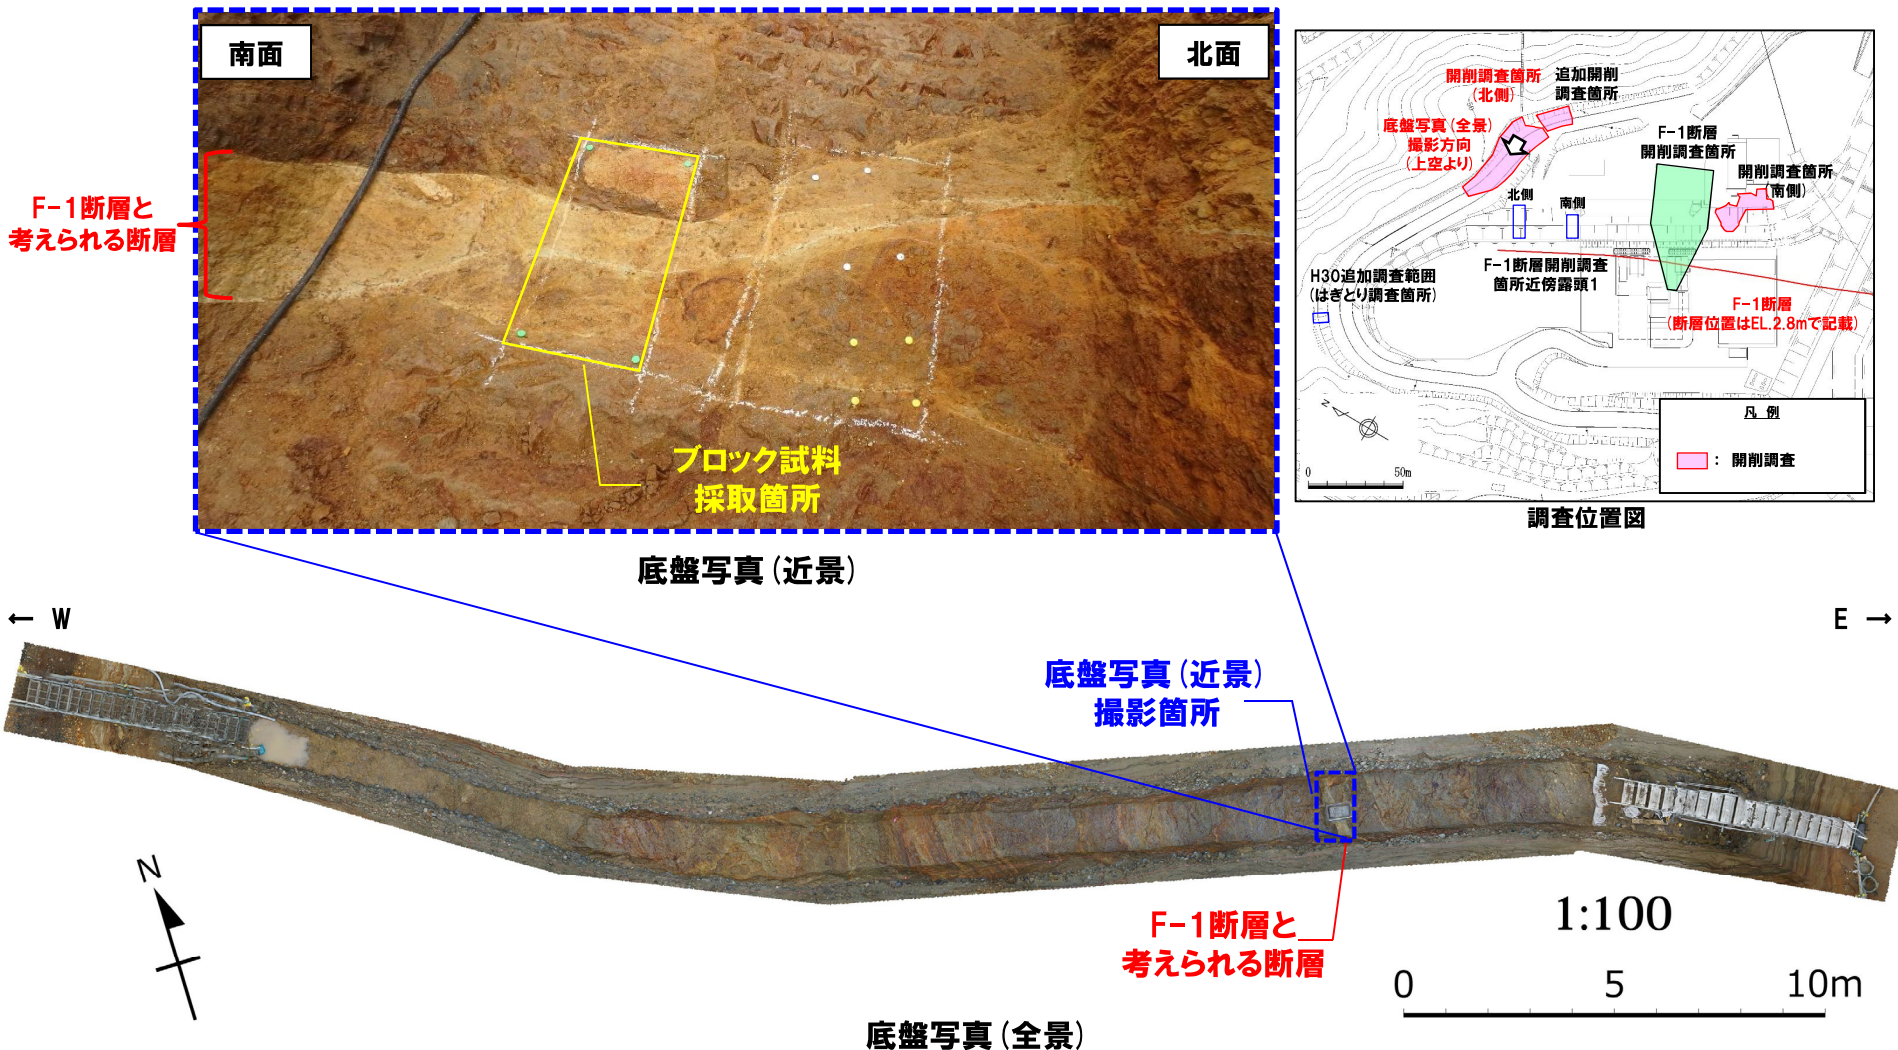 南面
北面
F-1断層と
考えられる断層
ブロック試料
採取箇所
底盤写真(近景)
開削調査箇所
(北側)
追加開削
調査箇所
底盤写真(全景)
撮影方向
(上空より)
F-1断層
開削調査箇所
開削調査箇所
(南側)
北側
南側
H30追加調査範囲
(はぎとり調査箇所)
F-1断層開削調査
箇所近傍露頭1
F-1断層
(断層位置はEL.2.8mで記載)
N
0
50m
凡 例
: 開削調査
調査位置図
← W
E →
底盤写真(近景)
撮影箇所
F-1断層と
考えられる断層
N
1:100
0
5
10m
底盤写真(全景)